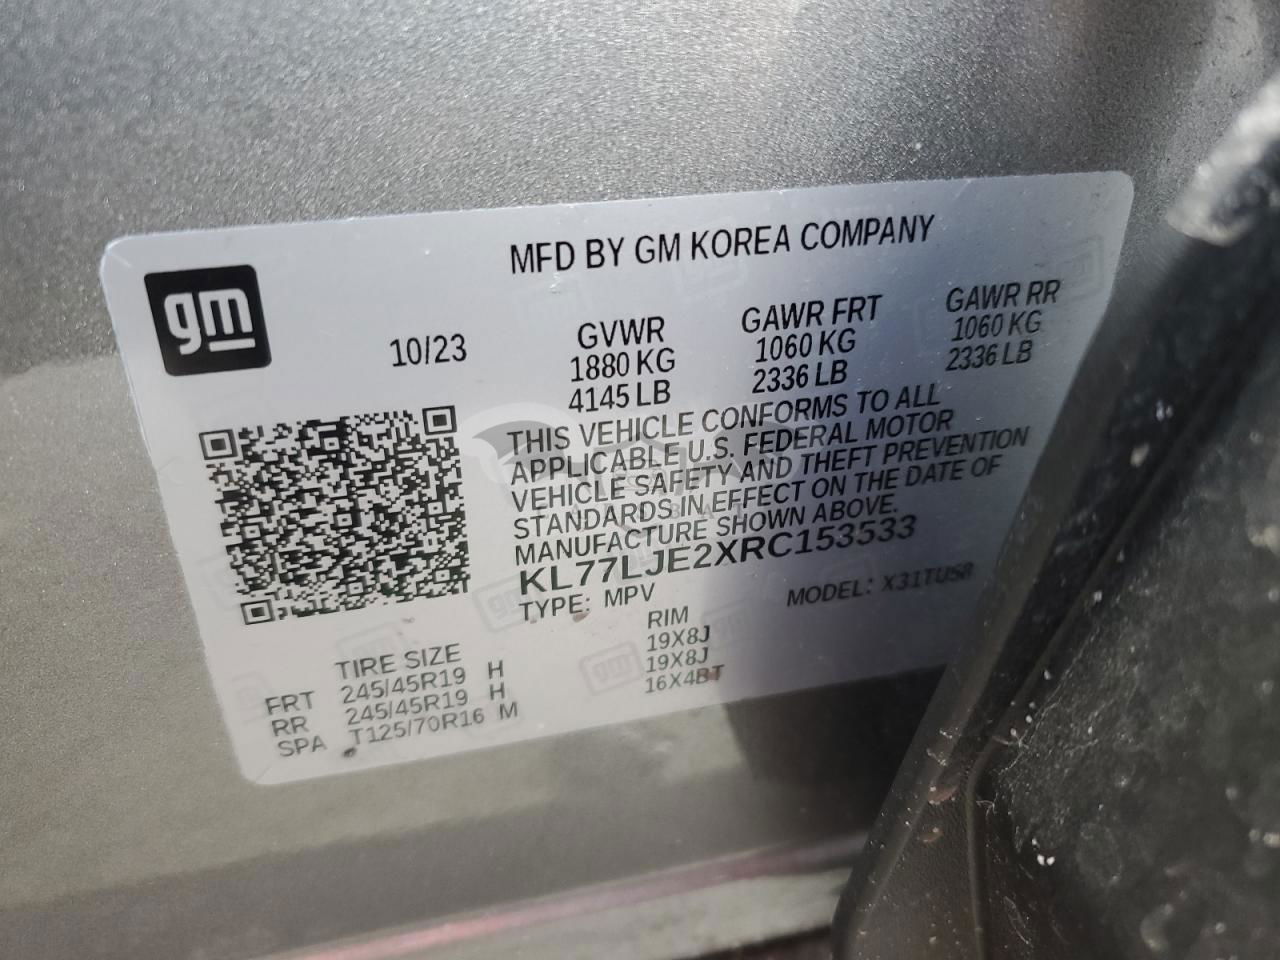 MFD BY GM KOREA COMPANY
gm
10/23
GVWR GAWR FRT GAWR RR
1880 KG 1060 KG 1060 KG
4145 LB 2336 LB 2336 LB
THIS VEHICLE CONFORMS TO ALL
APPLICABLE U.S. FEDERAL MOTOR
VEHICLE SAFETY AND THEFT PREVENTION
STANDARDS IN EFFECT ON THE DATE OF
MANUFACTURE SHOWN ABOVE.
KL77LJE2XRC153533
TYPE: MPV MODEL: X31TUS8
TIRE SIZE RIM
FRT 245/45R19 H 19X8J
RR 245/45R19 H 19X8J
SPA T125/70R16 M 16X4BT